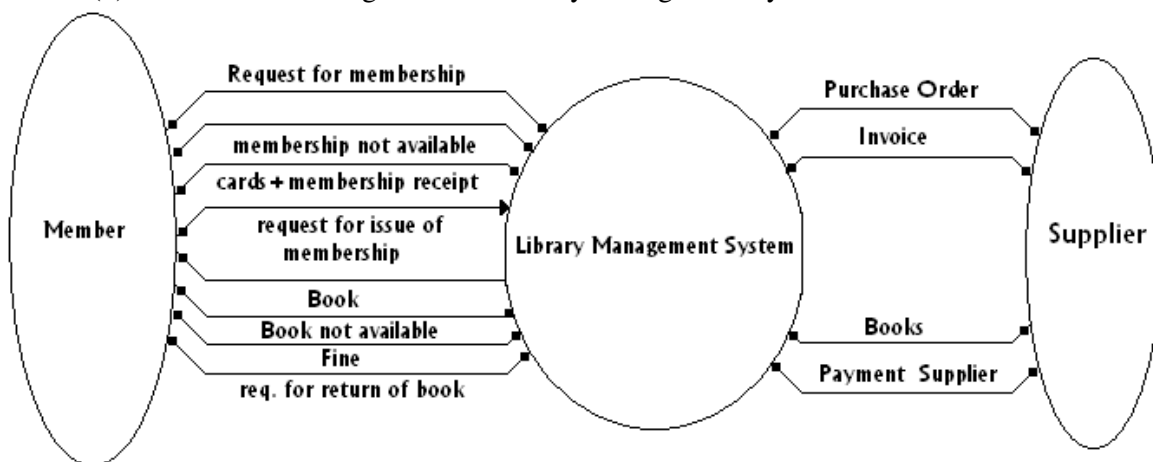 Request for membership
membership not available
cards + membership receipt
request for issue of
membership
Book
Book not available
Fine
req. for return of book
Member
Library Management System
Purchase Order
Invoice
Books
Payment Supplier
Supplier